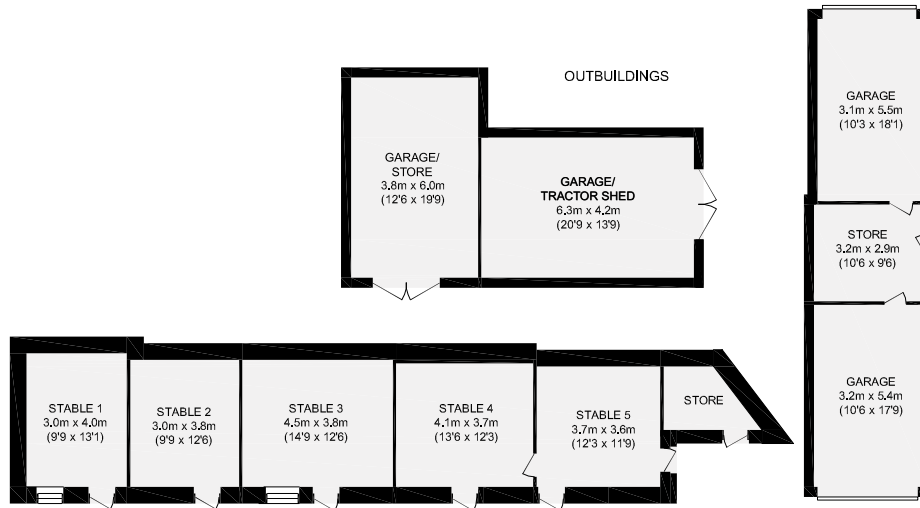 OUTBUILDINGS
GARAGE/
STORE
3.8m x 6.0m
(12'6 x 19'9)
GARAGE/
TRACTOR SHED
6.3m x 4.2m
(20'9 x 13'9)
GARAGE
3.1m x 5.5m
(10'3 x 18'1)
STORE
3.2m x 2.9m
(10'6 x 9'6)
GARAGE
3.2m x 5.4m
(10'6 x 17'9)
STABLE 1
3.0m x 4.0m
(9'9 x 13'1)
STABLE 2
3.0m x 3.8m
(9'9 x 12'6)
STABLE 3
4.5m x 3.8m
(14'9 x 12'6)
STABLE 4
4.1m x 3.7m
(13'6 x 12'3)
STABLE 5
3.7m x 3.6m
(12'3 x 11'9)
STORE